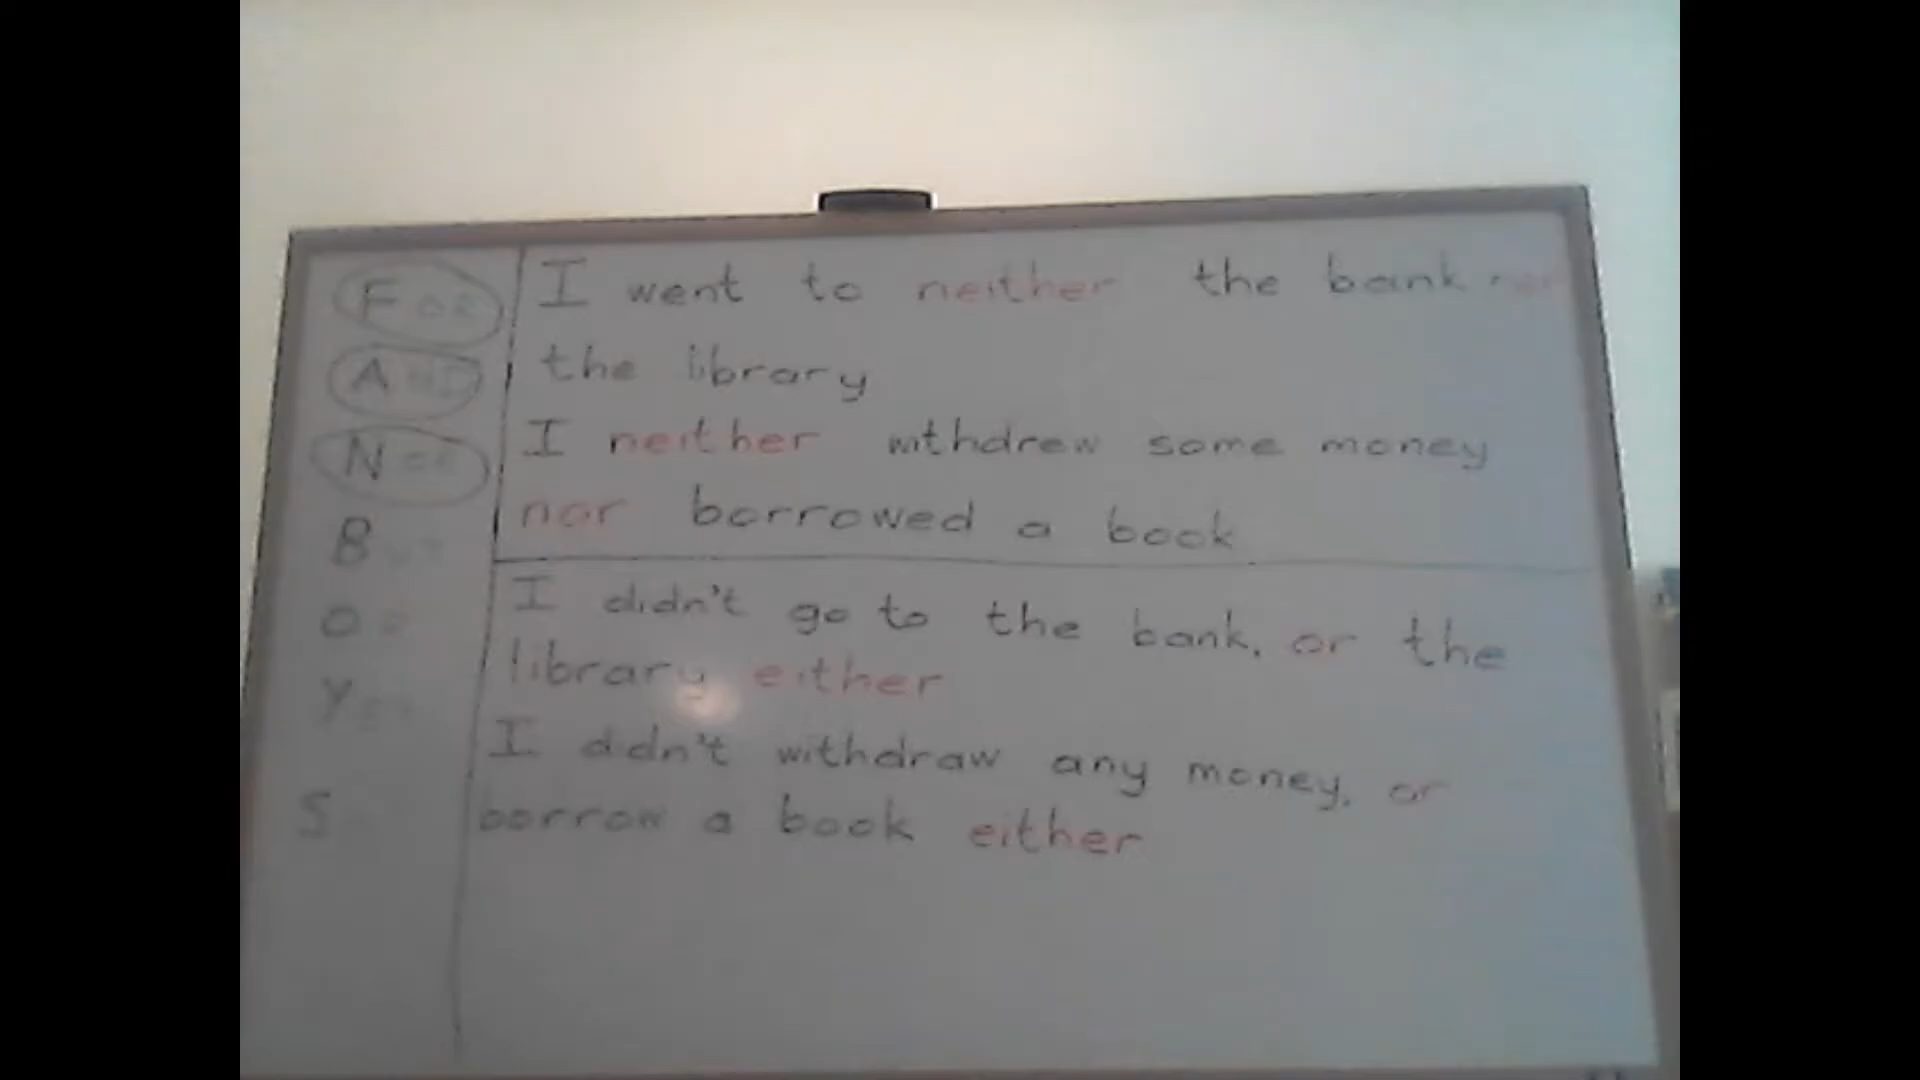 FOR
AND
NOR
BUT
OR
YET
S
I went to neither the bank nor
the library
I neither withdrew some money
nor borrowed a book
I didn't go to the bank, or the
library either
I didn't withdraw any money, or
borrow a book either